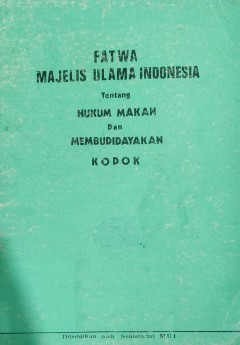 FATWA
MAJELIS ULAMA INDONESIA
Tentang
HUKUM MAKAN
Dan
MEMBUDIDAYAKAN
KODOK
Diterbitkan oleh Sekretariat MUI